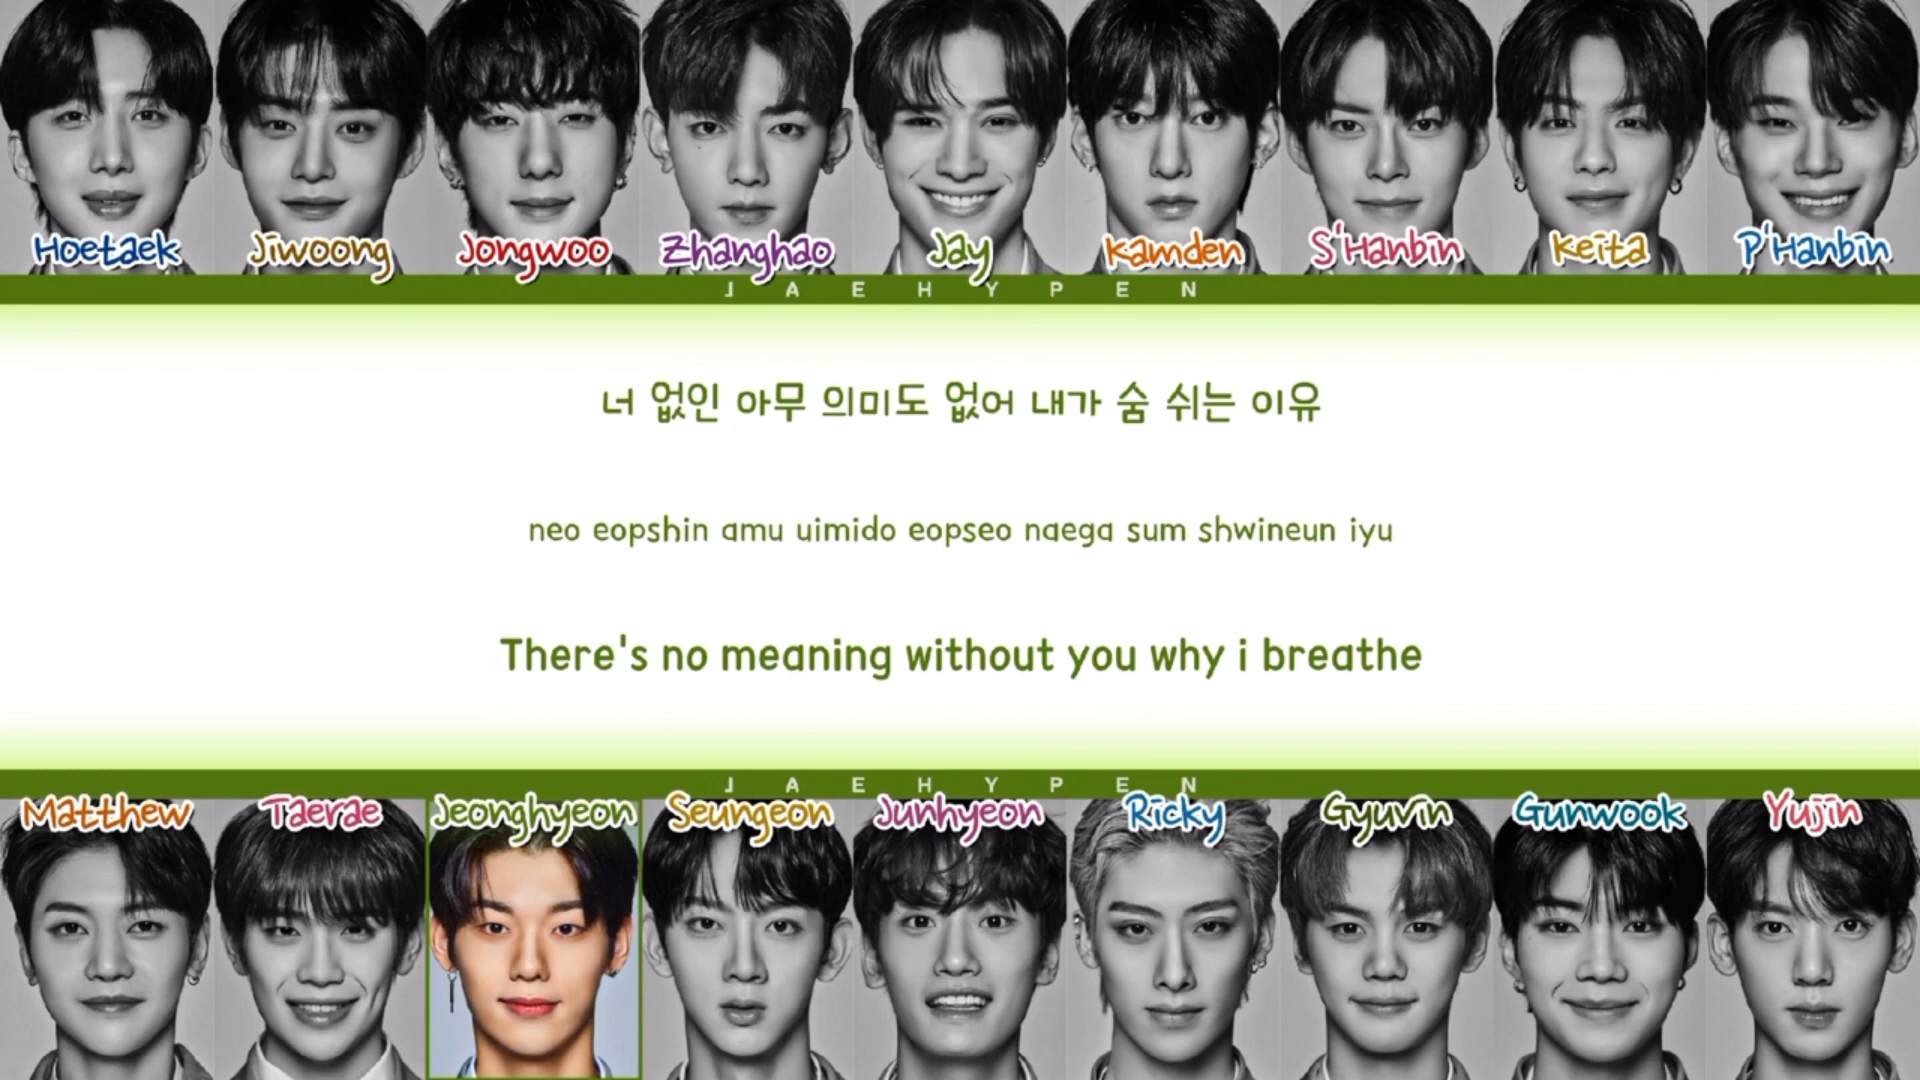 Hoetaek Jiwoong Jongwoo Zhanghao Jay Kamden S'Hanbin Keita P'Hanbin
J A E H Y P E N
너 없인 아무 의미도 없어 내가 숨 쉬는 이유
neo eopshin amu uimido eopseo naega sum shwineun iyu
There's no meaning without you why i breathe
J A E H Y P E N
Matthew Taerae Jeonghyeon Seungeon Junhyeon Ricky Gyuvin Gunwook Yujin